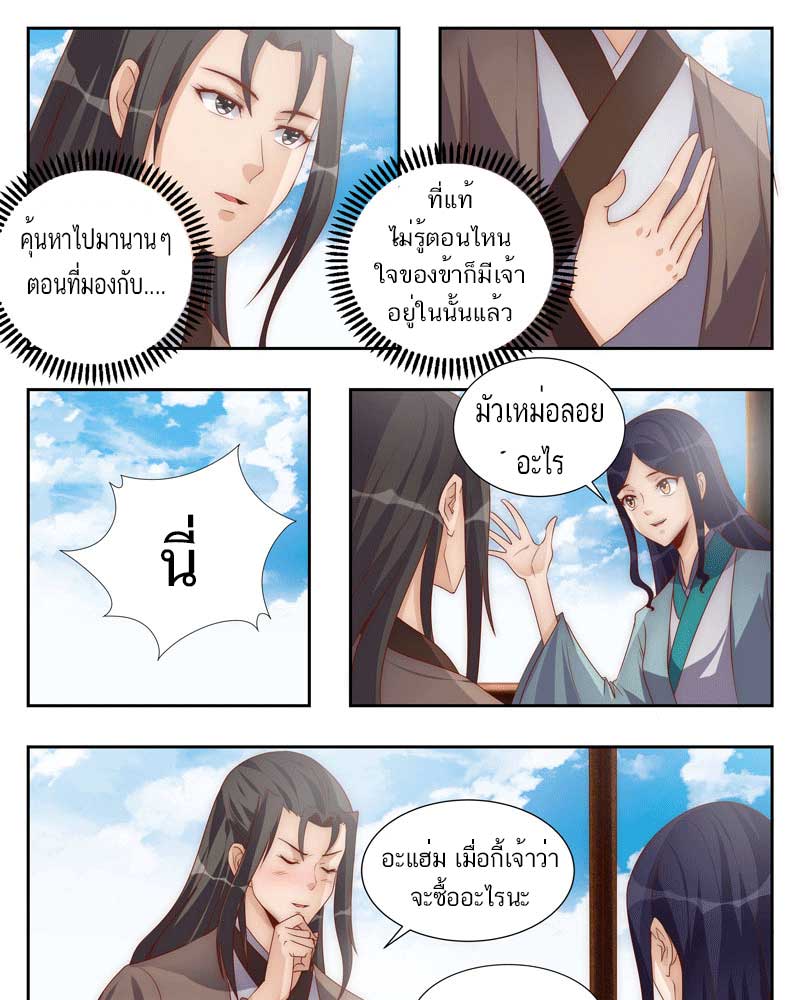 คุ้นหาไปมานานๆ
ตอนที่มองกับ....
ที่แท้
ไม่รู้ตอนไหน
ใจของข้าก็มีเจ้า
อยู่ในนั้นแล้ว
นี่
มัวเหม่อลอย
อะไร
อะแฮ่ม เมื่อกี้เจ้าว่า
จะซื้ออะไรนะ